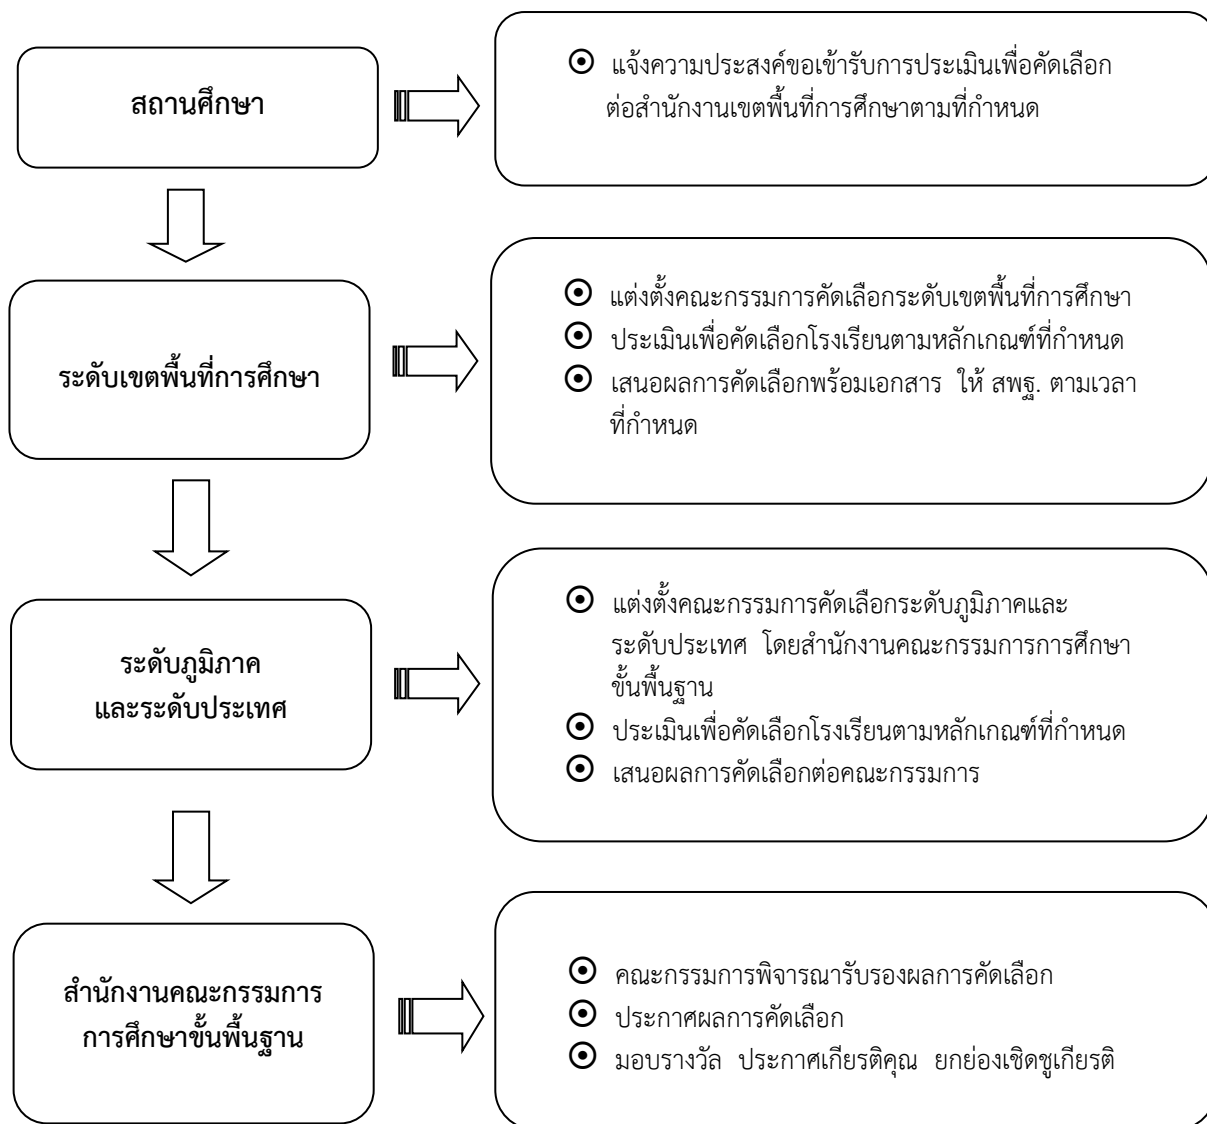 สถานศึกษา
แจ้งความประสงค์ขอเข้ารับการประเมินเพื่อคัดเลือก
ต่อสำนักงานเขตพื้นที่การศึกษาตามที่กำหนด
ระดับเขตพื้นที่การศึกษา
แต่งตั้งคณะกรรมการคัดเลือกระดับเขตพื้นที่การศึกษา
ประเมินเพื่อคัดเลือกโรงเรียนตามหลักเกณฑ์ที่กำหนด
เสนอผลการคัดเลือกพร้อมเอกสาร ให้ สพฐ. ตามเวลา
ที่กำหนด
ระดับภูมิภาค
และระดับประเทศ
แต่งตั้งคณะกรรมการคัดเลือกระดับภูมิภาคและ
ระดับประเทศ โดยสำนักงานคณะกรรมการการศึกษา
ขั้นพื้นฐาน
ประเมินเพื่อคัดเลือกโรงเรียนตามหลักเกณฑ์ที่กำหนด
เสนอผลการคัดเลือกต่อคณะกรรมการ
สำนักงานคณะกรรมการ
การศึกษาขั้นพื้นฐาน
คณะกรรมการพิจารณารับรองผลการคัดเลือก
ประกาศผลการคัดเลือก
มอบรางวัล ประกาศเกียรติคุณ ยกย่องเชิดชูเกียรติ